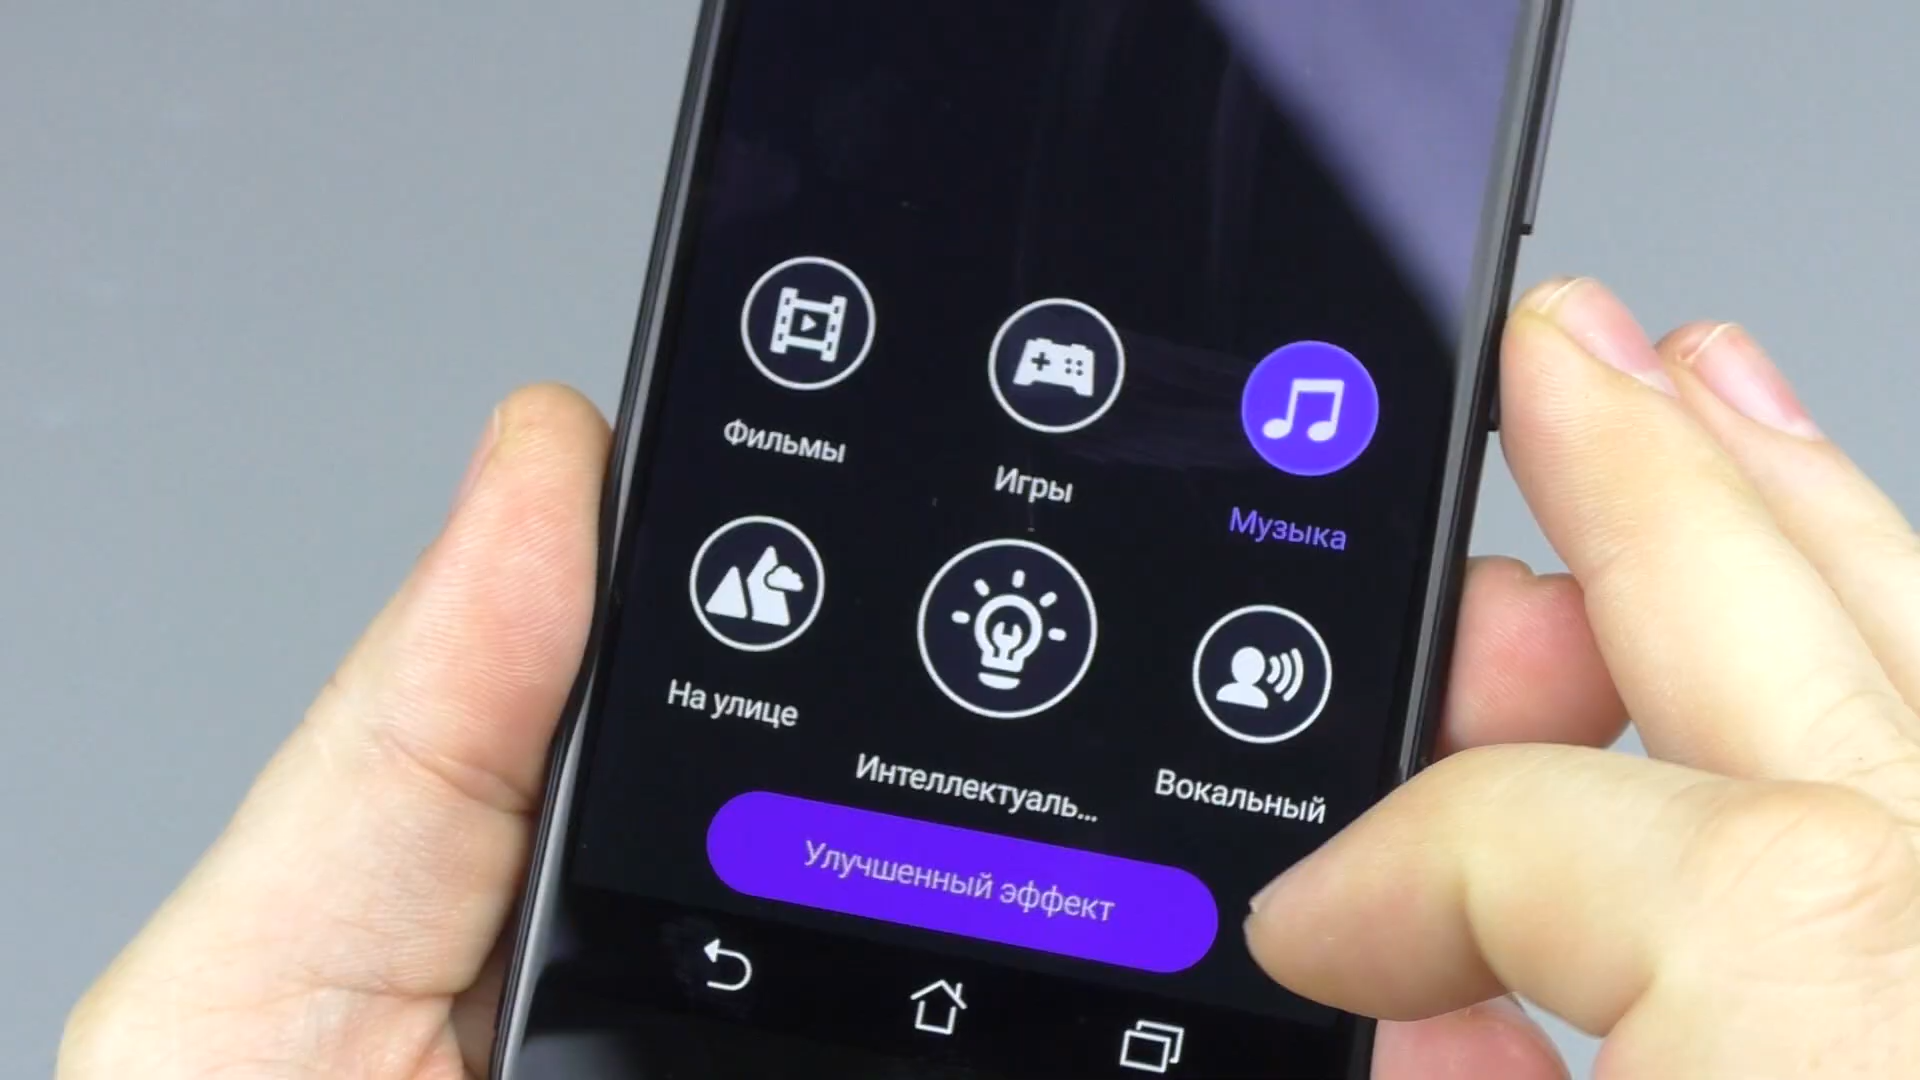 Фильмы
Игры
Музыка
На улице
Интеллектуаль...
Вокальный
Улучшенный эффект